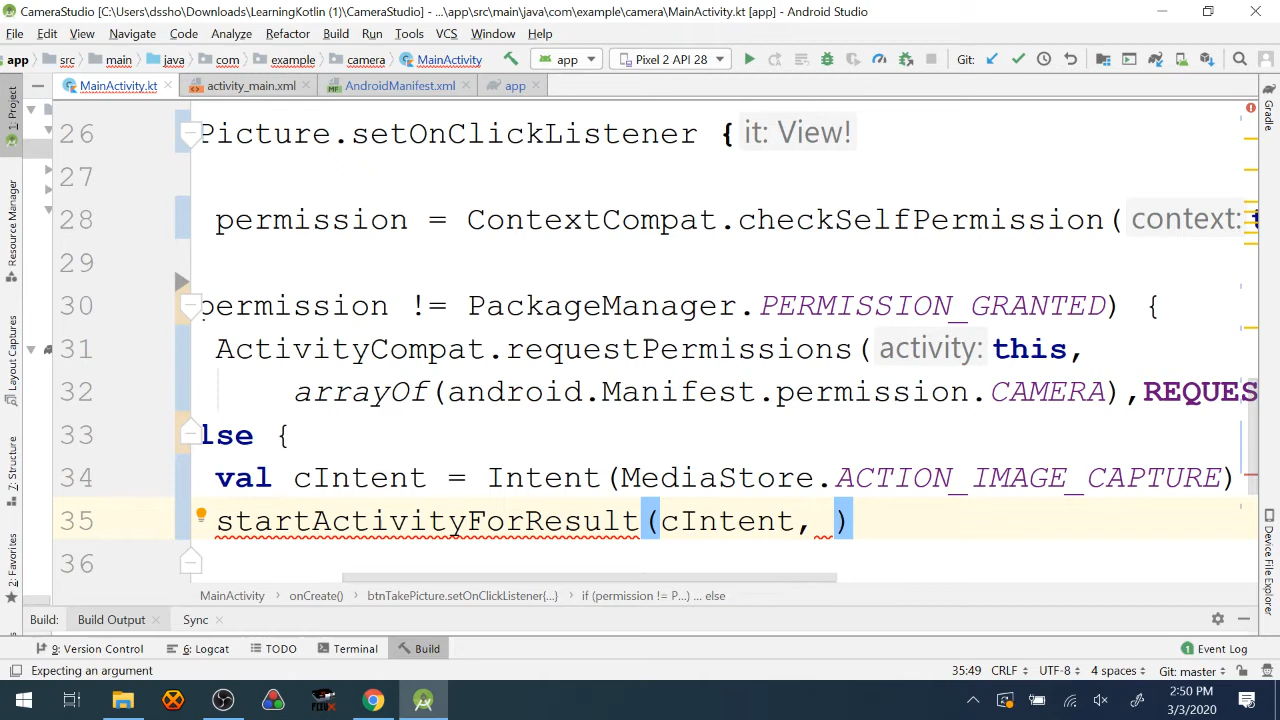 CameraStudio [C:\Users\dssho\Downloads\LearningKotlin (1)\CameraStudio] - ...\app\src\main\java\com\example\camera\MainActivity.kt [app] - Android Studio
File Edit View Navigate Code Analyze Refactor Build Run Tools VCS Window Help
app src main java com example camera MainActivity app Pixel 2 API 28 Git:
MainActivity.kt activity_main.xml AndroidManifest.xml app
1: Project
Resource Manager
Layout Captures
7: Structure
2: Favorites
Gradle
Device File Explorer
26 Picture.setOnClickListener { it: View!
27
28 permission = ContextCompat.checkSelfPermission( context: t
29
30 permission != PackageManager.PERMISSION_GRANTED) {
31 ActivityCompat.requestPermissions( activity: this,
32 arrayOf(android.Manifest.permission.CAMERA),REQUES
33 lse {
34 val cIntent = Intent(MediaStore.ACTION_IMAGE_CAPTURE)
35 startActivityForResult(cIntent, )
36
MainActivity onCreate() btnTakePicture.setOnClickListener{...} if (permission != P...) ... else
Build: Build Output Sync
9: Version Control 6: Logcat TODO Terminal Build 1 Event Log
Expecting an argument 35:49 CRLF UTF-8 4 spaces Git: master
2:50 PM
3/3/2020